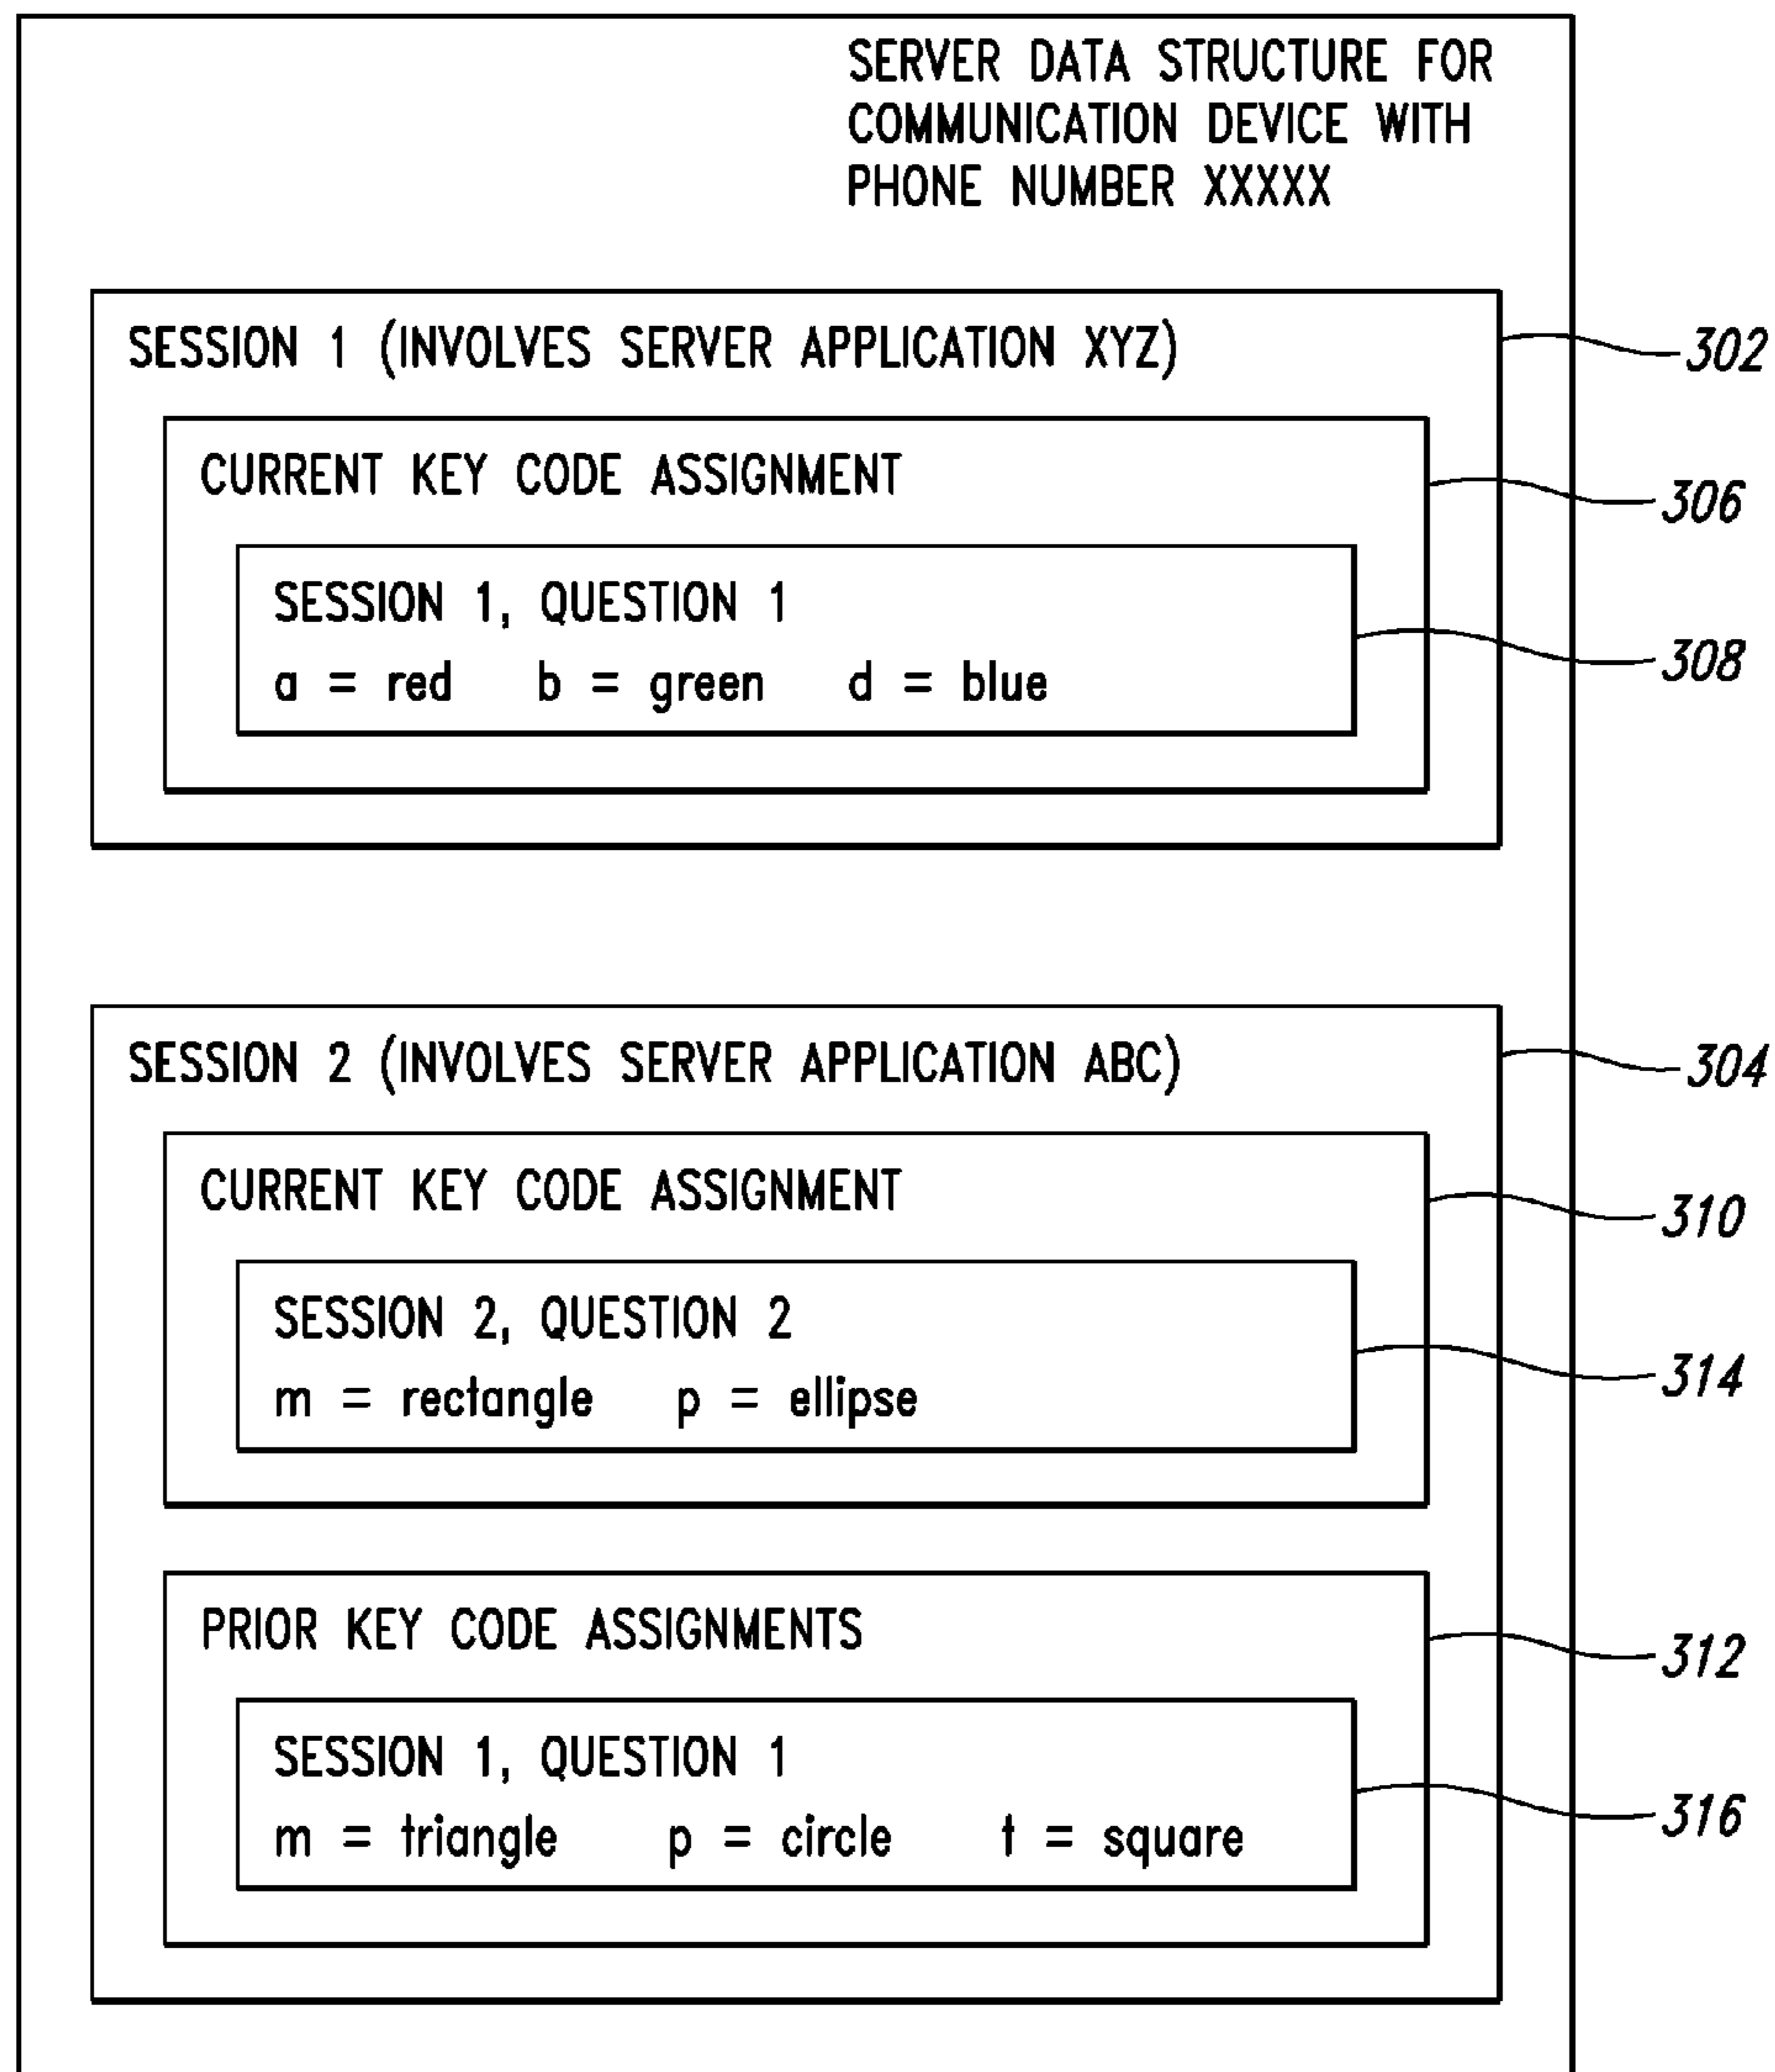 SERVER DATA STRUCTURE FOR
COMMUNICATION DEVICE WITH
PHONE NUMBER XXXXX
SESSION 1 (INVOLVES SERVER APPLICATION XYZ)
302
CURRENT KEY CODE ASSIGNMENT
306
SESSION 1, QUESTION 1
308
a = red b = green d = blue
SESSION 2 (INVOLVES SERVER APPLICATION ABC)
304
CURRENT KEY CODE ASSIGNMENT
310
SESSION 2, QUESTION 2
314
m = rectangle p = ellipse
PRIOR KEY CODE ASSIGNMENTS
312
SESSION 1, QUESTION 1
316
m = triangle p = circle t = square